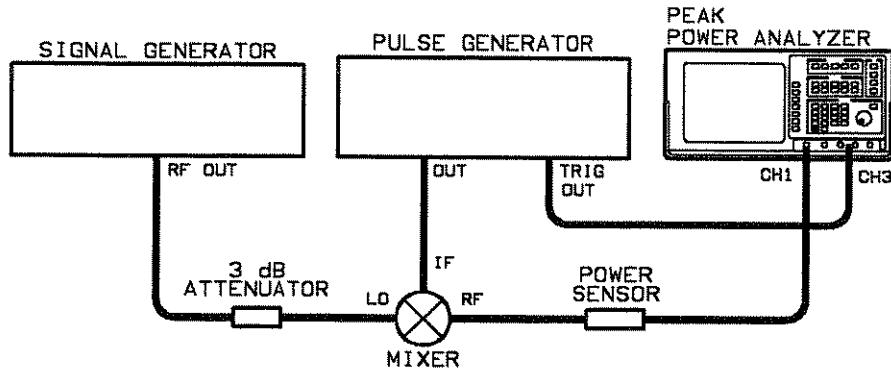 SIGNAL GENERATOR
PULSE GENERATOR
PEAK
POWER ANALYZER
RF OUT
OUT
TRIG
OUT
CH1
CH3
3 dB
ATTENUATOR
LO
IF
RF
POWER
SENSOR
MIXER